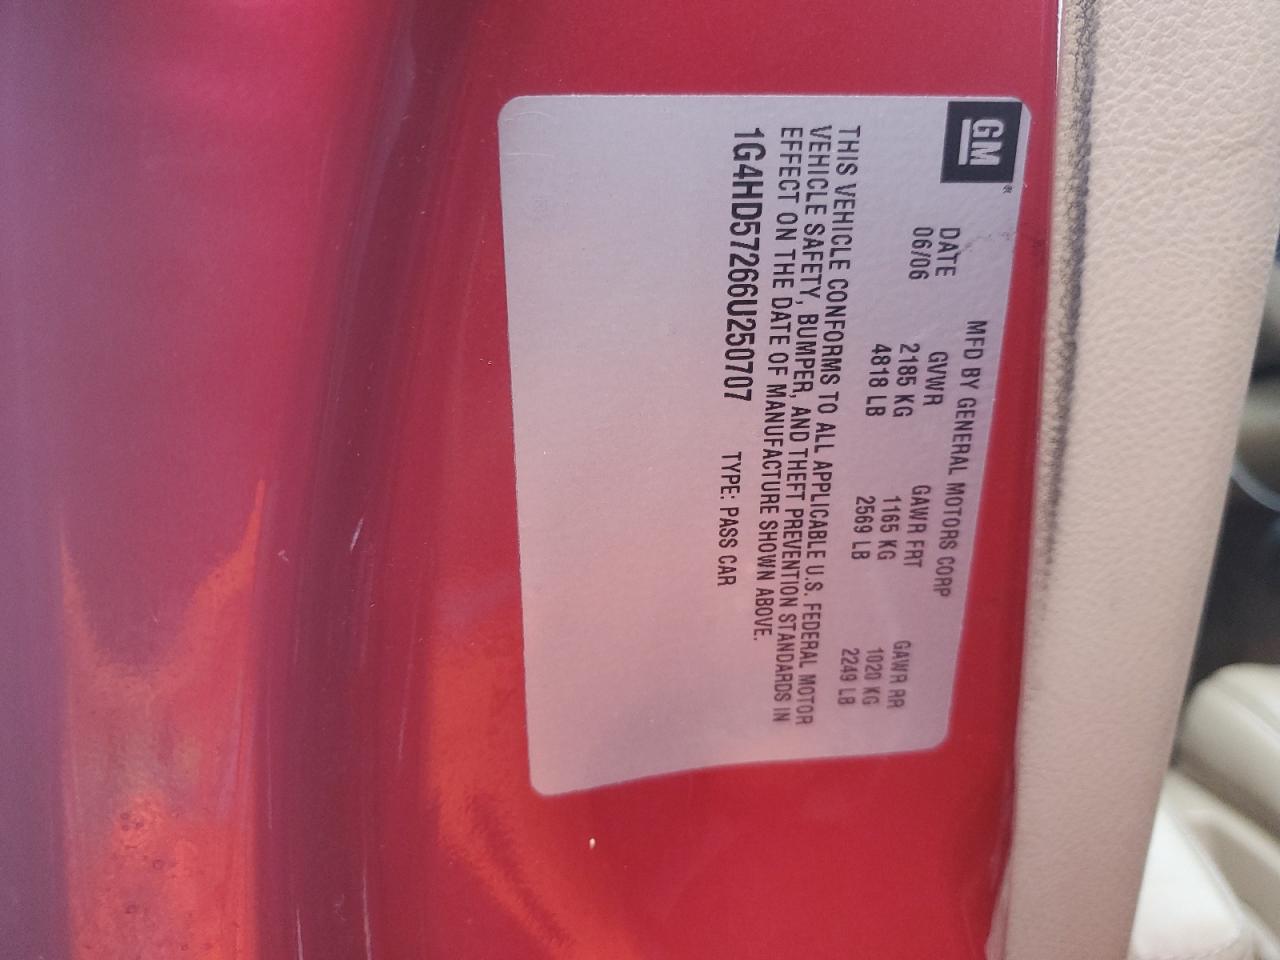 GM
MFD BY GENERAL MOTORS CORP
DATE GVWR GAWR FRT GAWR RR
06/06 2185 KG 1165 KG 1020 KG
4818 LB 2569 LB 2249 LB
THIS VEHICLE CONFORMS TO ALL APPLICABLE U.S. FEDERAL MOTOR
VEHICLE SAFETY, BUMPER, AND THEFT PREVENTION STANDARDS IN
EFFECT ON THE DATE OF MANUFACTURE SHOWN ABOVE.
1G4HD57266U250707 TYPE: PASS CAR